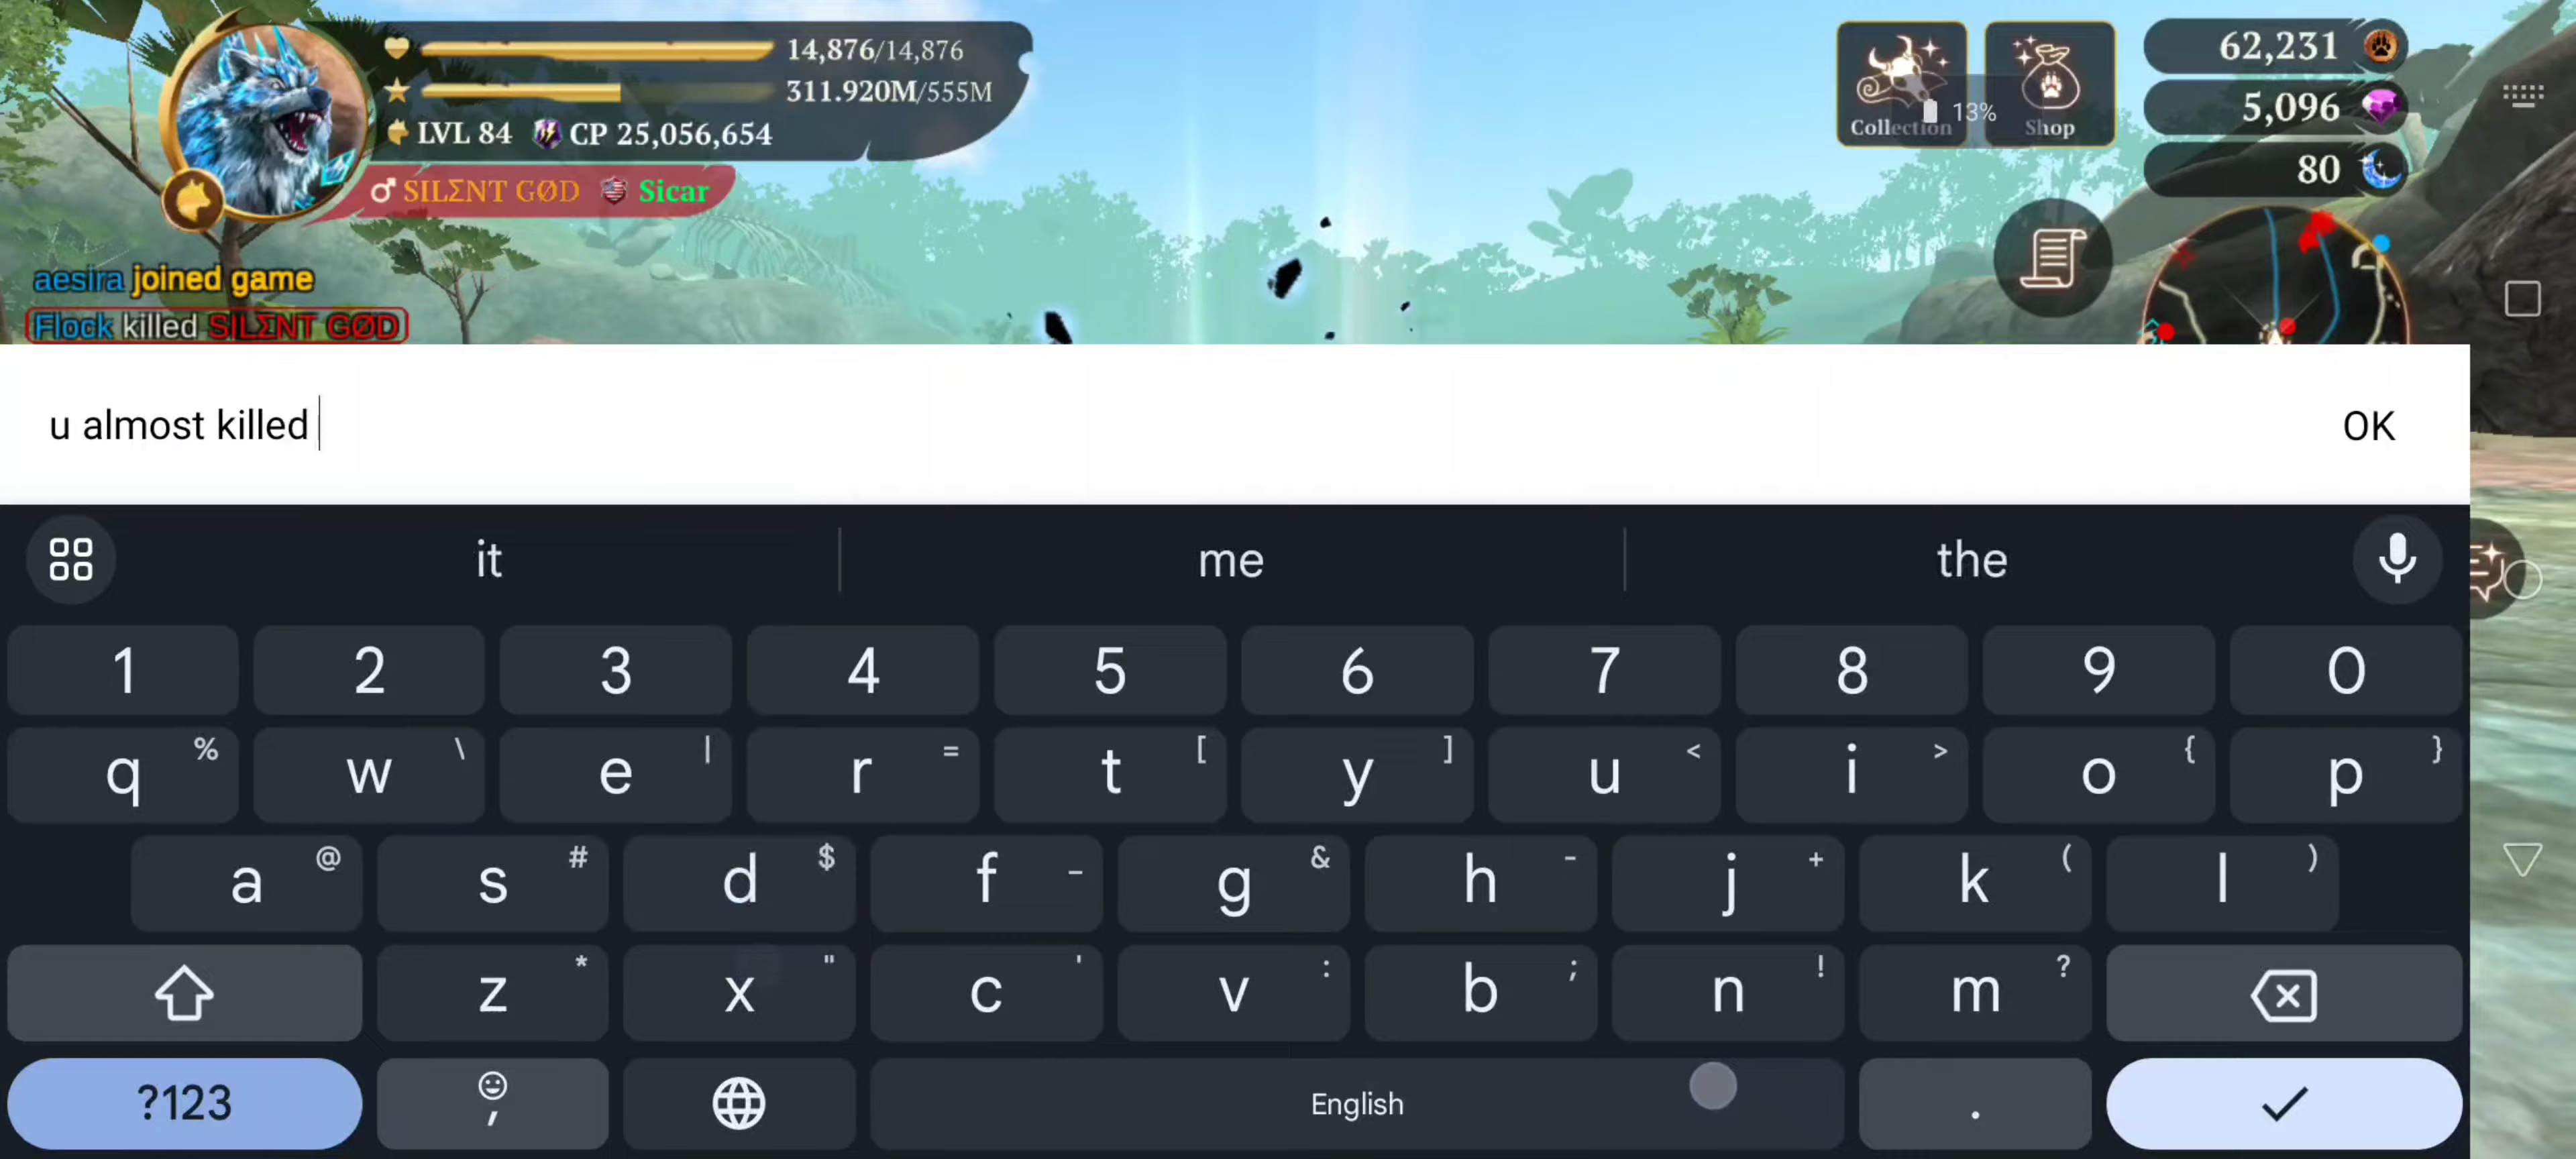 14,876/14,876
311.920M/555M
LVL 84 CP 25,056,654
SILΣNT GØD Sicar
Collection
Shop
13%
62,231
5,096
80
aesira joined game
Flock killed SILΣNT GØD
u almost killed
OK
it me the
1 2 3 4 5 6 7 8 9 0
q % w \ e | r = t [ y ] u < i > o { p }
a @ s # d $ f _ g & h - j + k ( l )
z * x " c ' v : b ; n ! m ?
?123 , English .